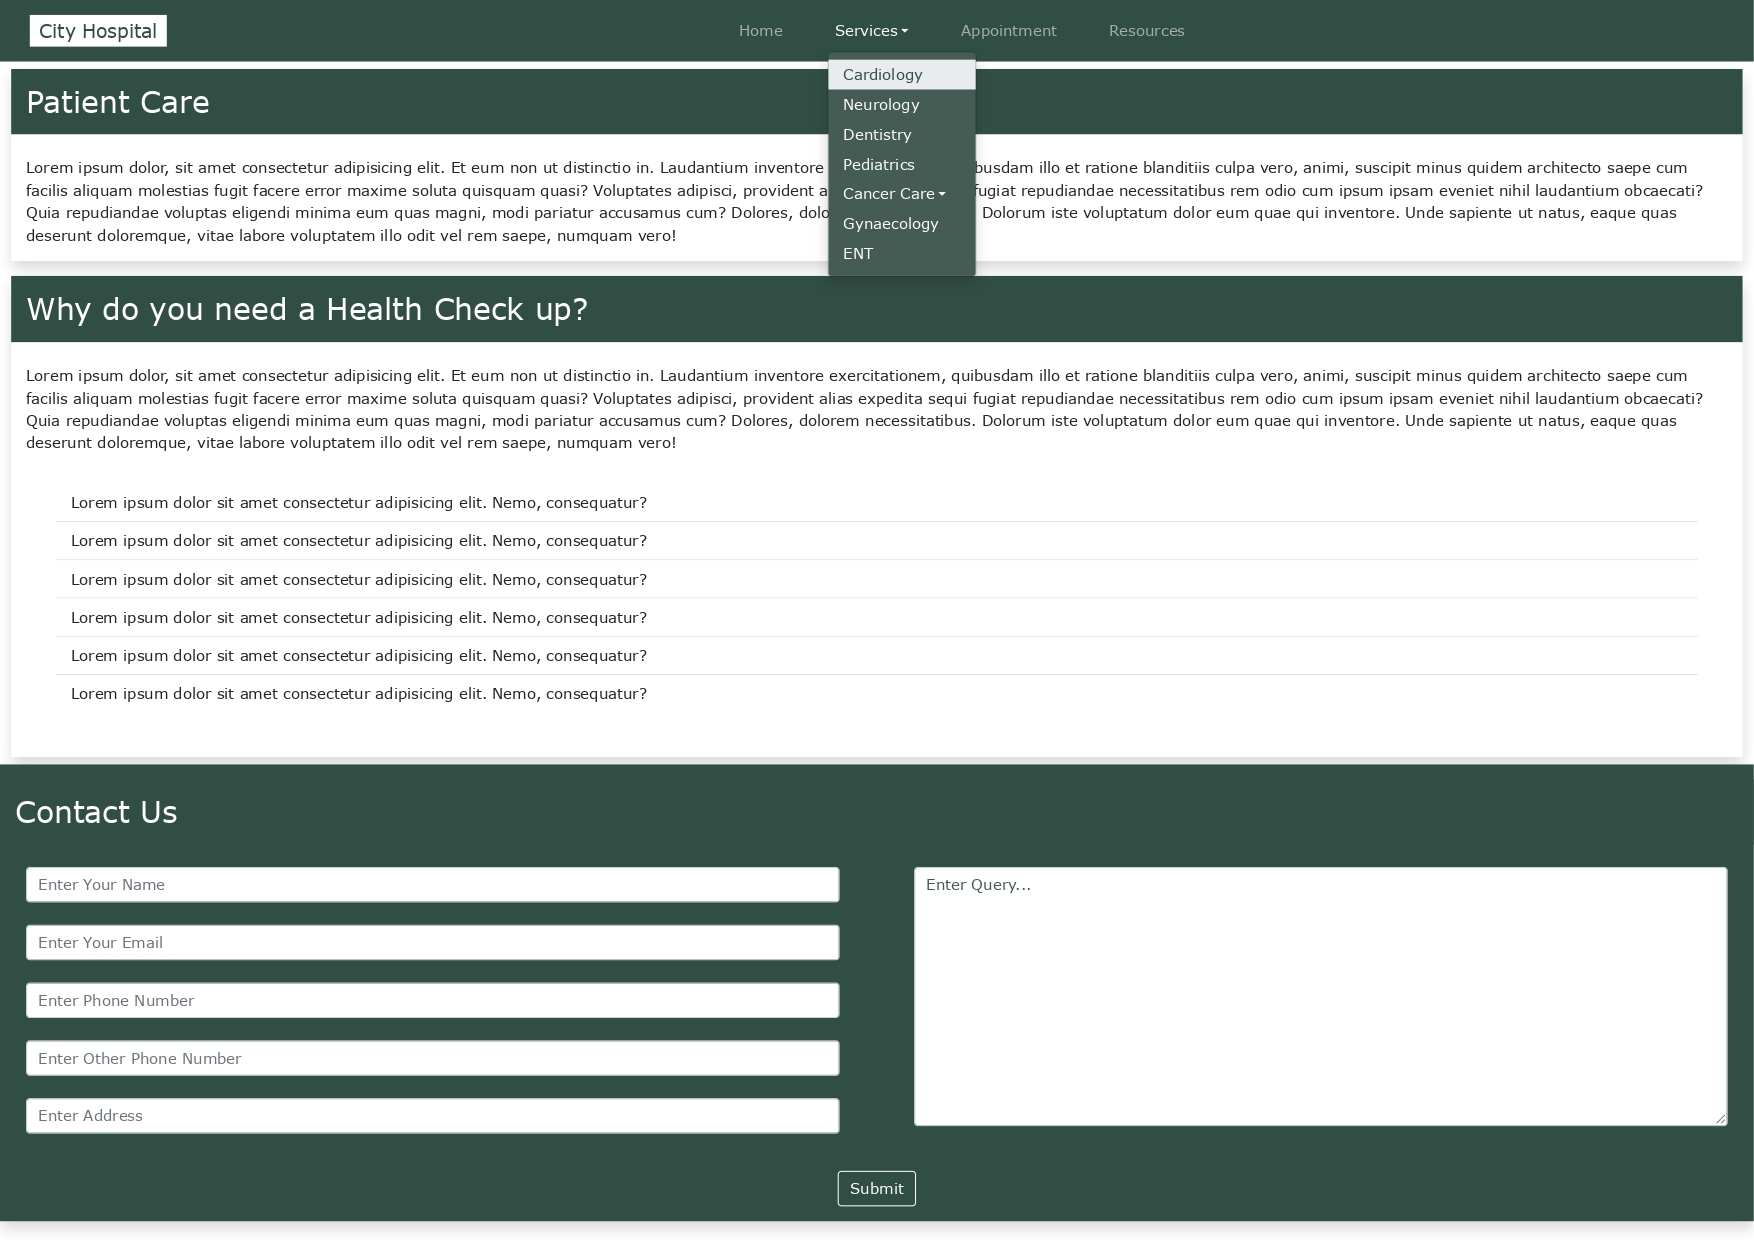 City Hospital
Home
Services
Appointment
Resources
Cardiology
Neurology
Dentistry
Pediatrics
Cancer Care
Gynaecology
ENT
Patient Care
Lorem ipsum dolor, sit amet consectetur adipisicing elit. Et eum non ut distinctio in. Laudantium inventore busdam illo et ratione blanditiis culpa vero, animi, suscipit minus quidem architecto saepe cum
facilis aliquam molestias fugit facere error maxime soluta quisquam quasi? Voluptates adipisci, provident a fugiat repudiandae necessitatibus rem odio cum ipsum ipsam eveniet nihil laudantium obcaecati?
Quia repudiandae voluptas eligendi minima eum quas magni, modi pariatur accusamus cum? Dolores, dolo Dolorum iste voluptatum dolor eum quae qui inventore. Unde sapiente ut natus, eaque quas
deserunt doloremque, vitae labore voluptatem illo odit vel rem saepe, numquam vero!
Why do you need a Health Check up?
Lorem ipsum dolor, sit amet consectetur adipisicing elit. Et eum non ut distinctio in. Laudantium inventore exercitationem, quibusdam illo et ratione blanditiis culpa vero, animi, suscipit minus quidem architecto saepe cum
facilis aliquam molestias fugit facere error maxime soluta quisquam quasi? Voluptates adipisci, provident alias expedita sequi fugiat repudiandae necessitatibus rem odio cum ipsum ipsam eveniet nihil laudantium obcaecati?
Quia repudiandae voluptas eligendi minima eum quas magni, modi pariatur accusamus cum? Dolores, dolorem necessitatibus. Dolorum iste voluptatum dolor eum quae qui inventore. Unde sapiente ut natus, eaque quas
deserunt doloremque, vitae labore voluptatem illo odit vel rem saepe, numquam vero!
Lorem ipsum dolor sit amet consectetur adipisicing elit. Nemo, consequatur?
Lorem ipsum dolor sit amet consectetur adipisicing elit. Nemo, consequatur?
Lorem ipsum dolor sit amet consectetur adipisicing elit. Nemo, consequatur?
Lorem ipsum dolor sit amet consectetur adipisicing elit. Nemo, consequatur?
Lorem ipsum dolor sit amet consectetur adipisicing elit. Nemo, consequatur?
Lorem ipsum dolor sit amet consectetur adipisicing elit. Nemo, consequatur?
Contact Us
Enter Your Name
Enter Your Email
Enter Phone Number
Enter Other Phone Number
Enter Address
Enter Query...
Submit